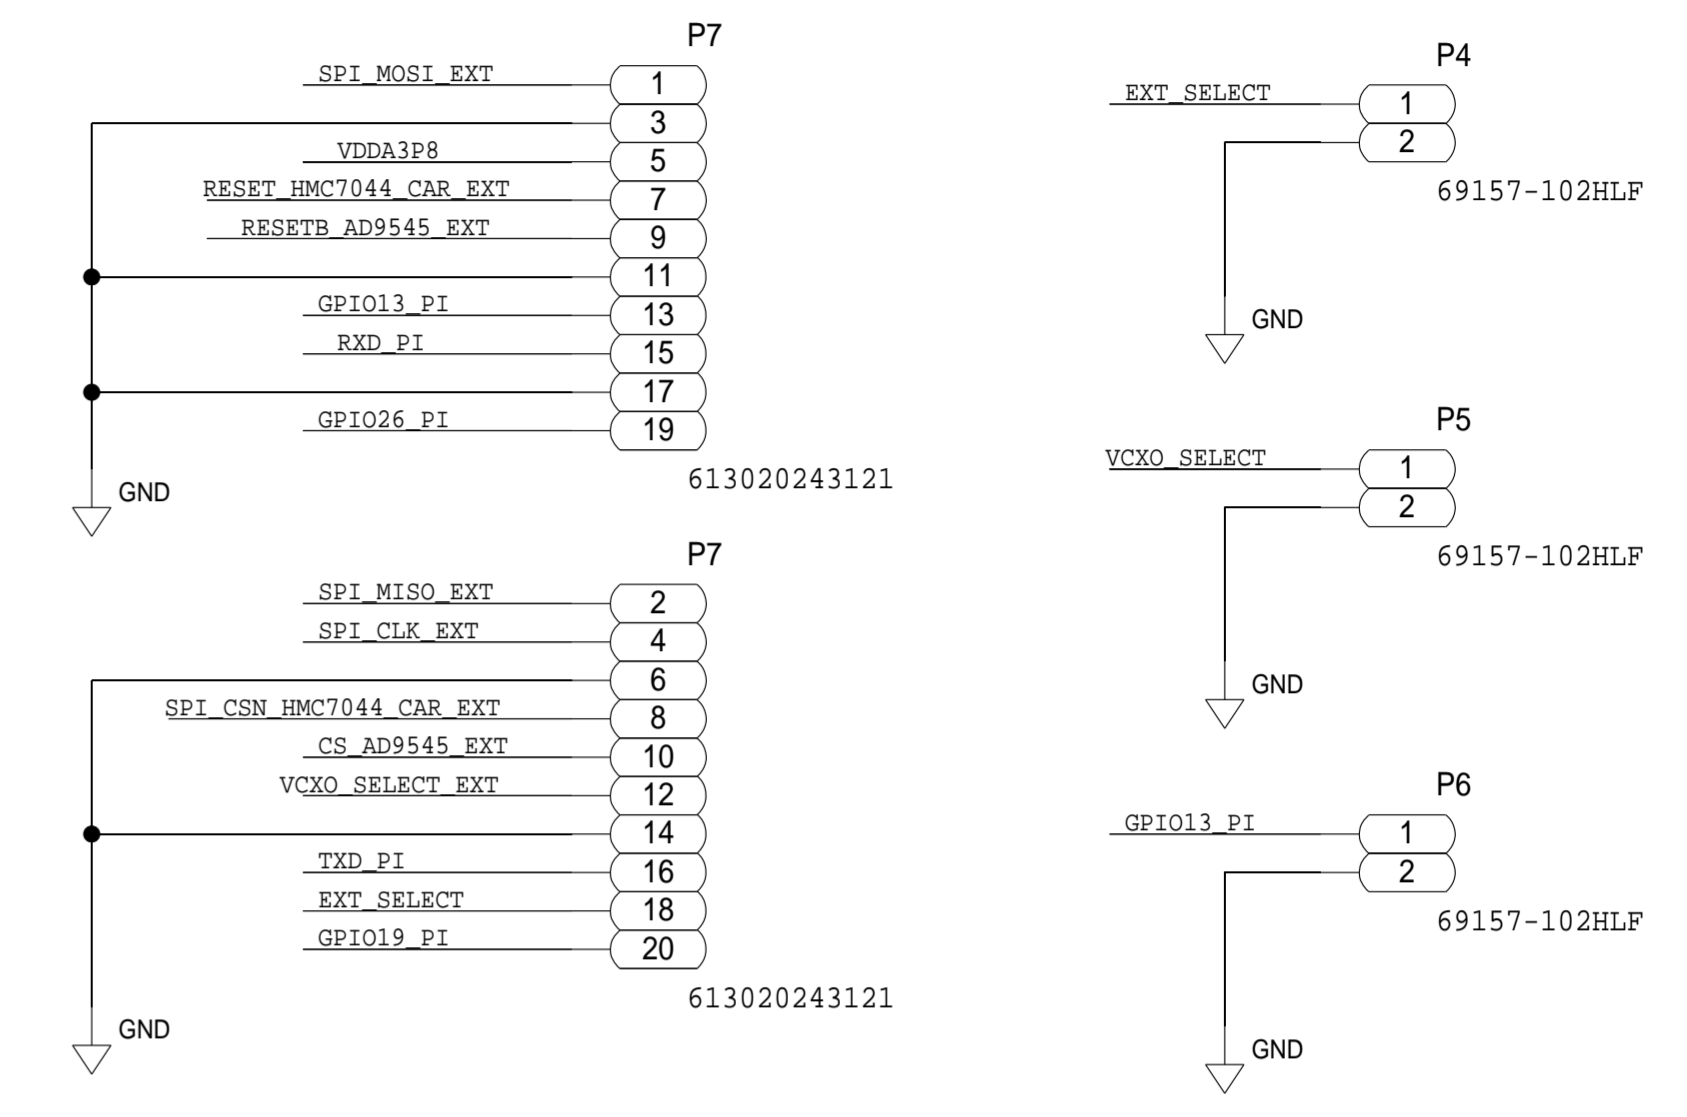 P7
SPI_MOSI_EXT 1
3
VDDA3P8 5
RESET_HMC7044_CAR_EXT 7
RESETB_AD9545_EXT 9
11
GPIO13_PI 13
RXD_PI 15
17
GPIO26_PI 19
613020243121
GND
P7
SPI_MISO_EXT 2
SPI_CLK_EXT 4
6
SPI_CSN_HMC7044_CAR_EXT 8
CS_AD9545_EXT 10
VCXO_SELECT_EXT 12
14
TXD_PI 16
EXT_SELECT 18
GPIO19_PI 20
613020243121
GND
P4
EXT_SELECT 1
2
69157-102HLF
GND
P5
VCXO_SELECT 1
2
69157-102HLF
GND
P6
GPIO13_PI 1
2
69157-102HLF
GND